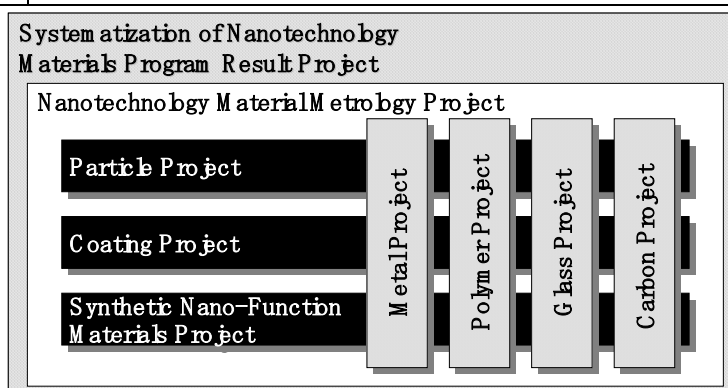 Systematization of Nanotechnology
Materials Program Result Project
Nanotechnology Material Metrology Project
Particle Project
Coating Project
Synthetic Nano-Function
Materials Project
Metal Project
Polymer Project
Glass Project
Carbon Project